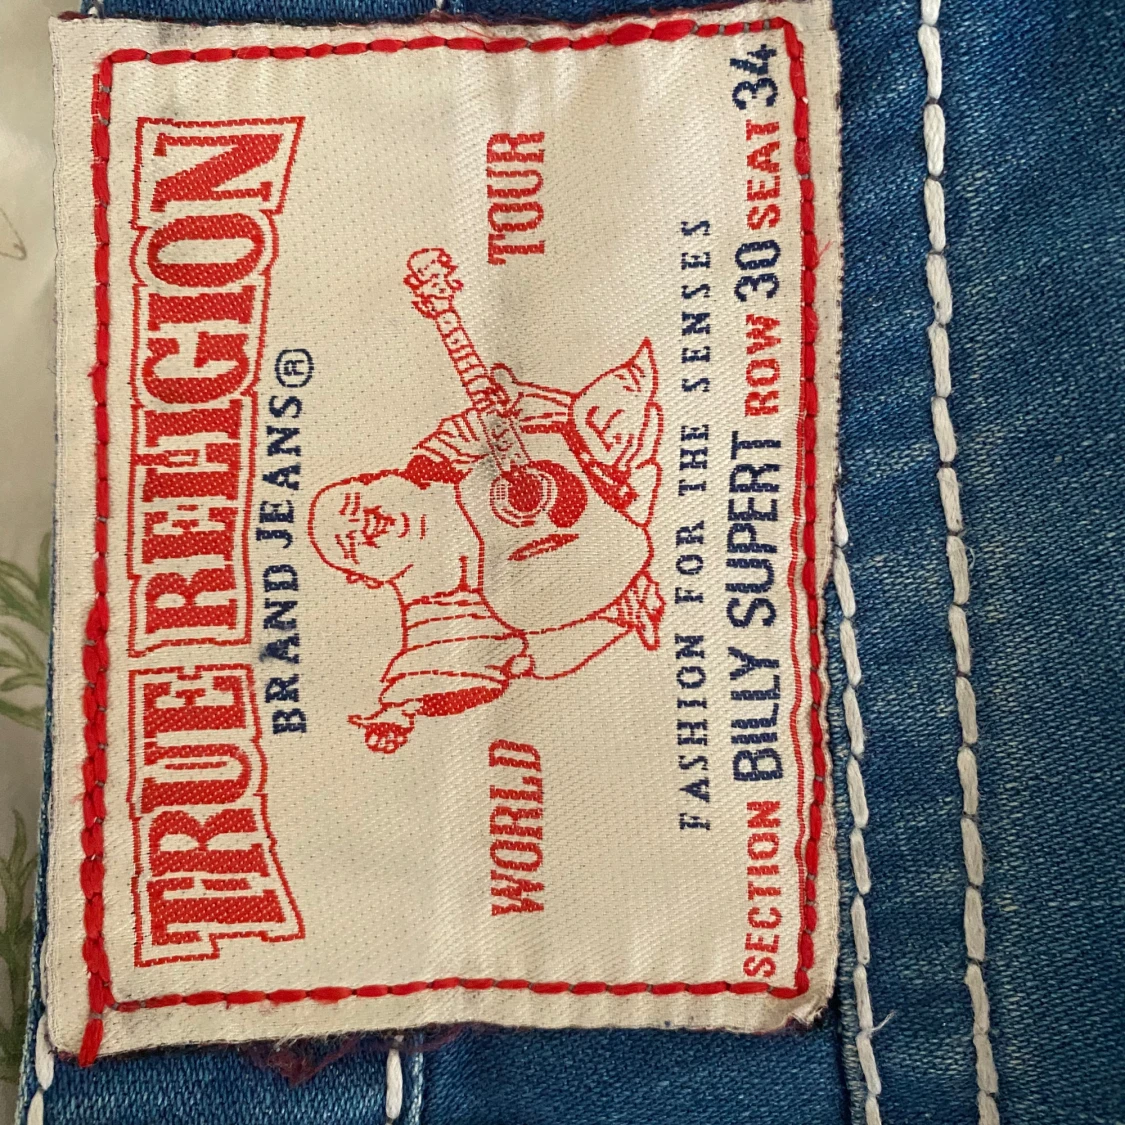 TRUE RELIGION
BRAND JEANS®
WORLD TOUR
FASHION FOR THE SENSES
SECTION BILLY SUPERT ROW 30 SEAT 34